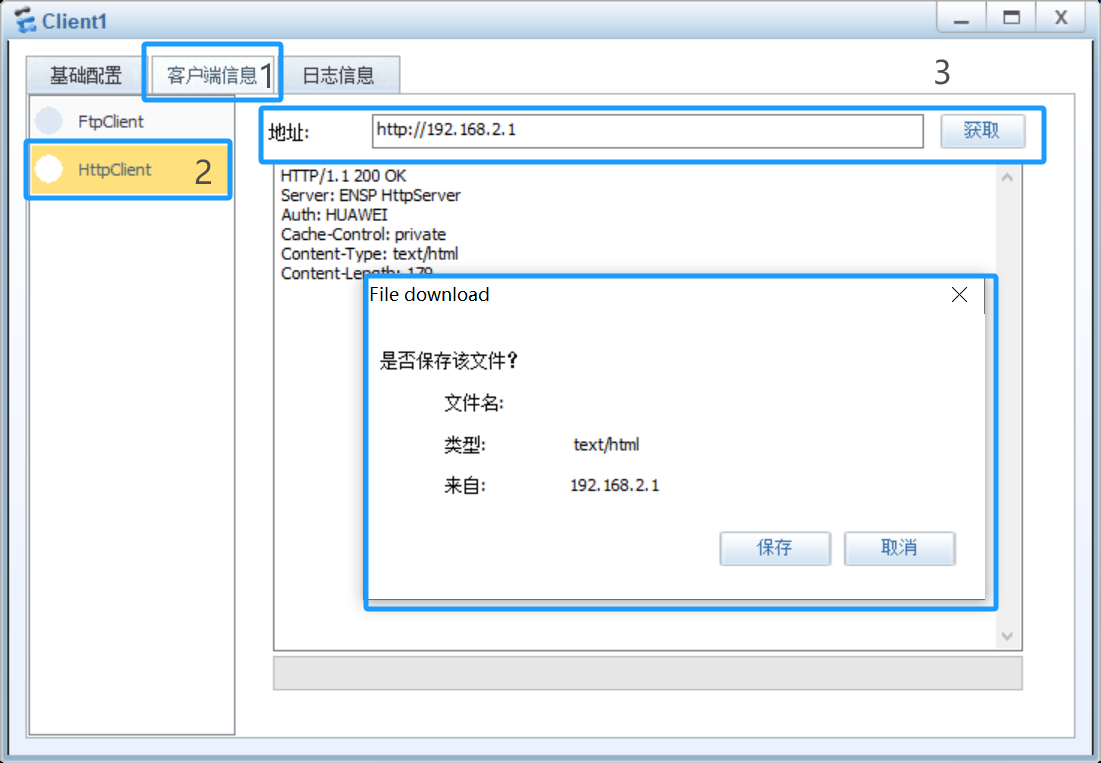 Client1
基础配置 客户端信息 1 日志信息 3
FtpClient
HttpClient 2
地址: http://192.168.2.1 获取
HTTP/1.1 200 OK
Server: ENSP HttpServer
Auth: HUAWEI
Cache-Control: private
Content-Type: text/html
Content-Length: 179
File download
是否保存该文件?
文件名:
类型: text/html
来自: 192.168.2.1
保存 取消